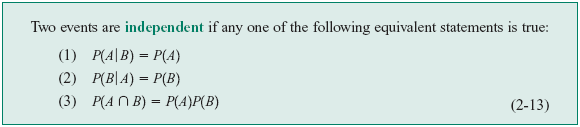 Two events are independent if any one of the following equivalent statements is true:
(1) P(A|B) = P(A)
(2) P(B|A) = P(B)
(3) P(A ∩ B) = P(A)P(B)
(2-13)